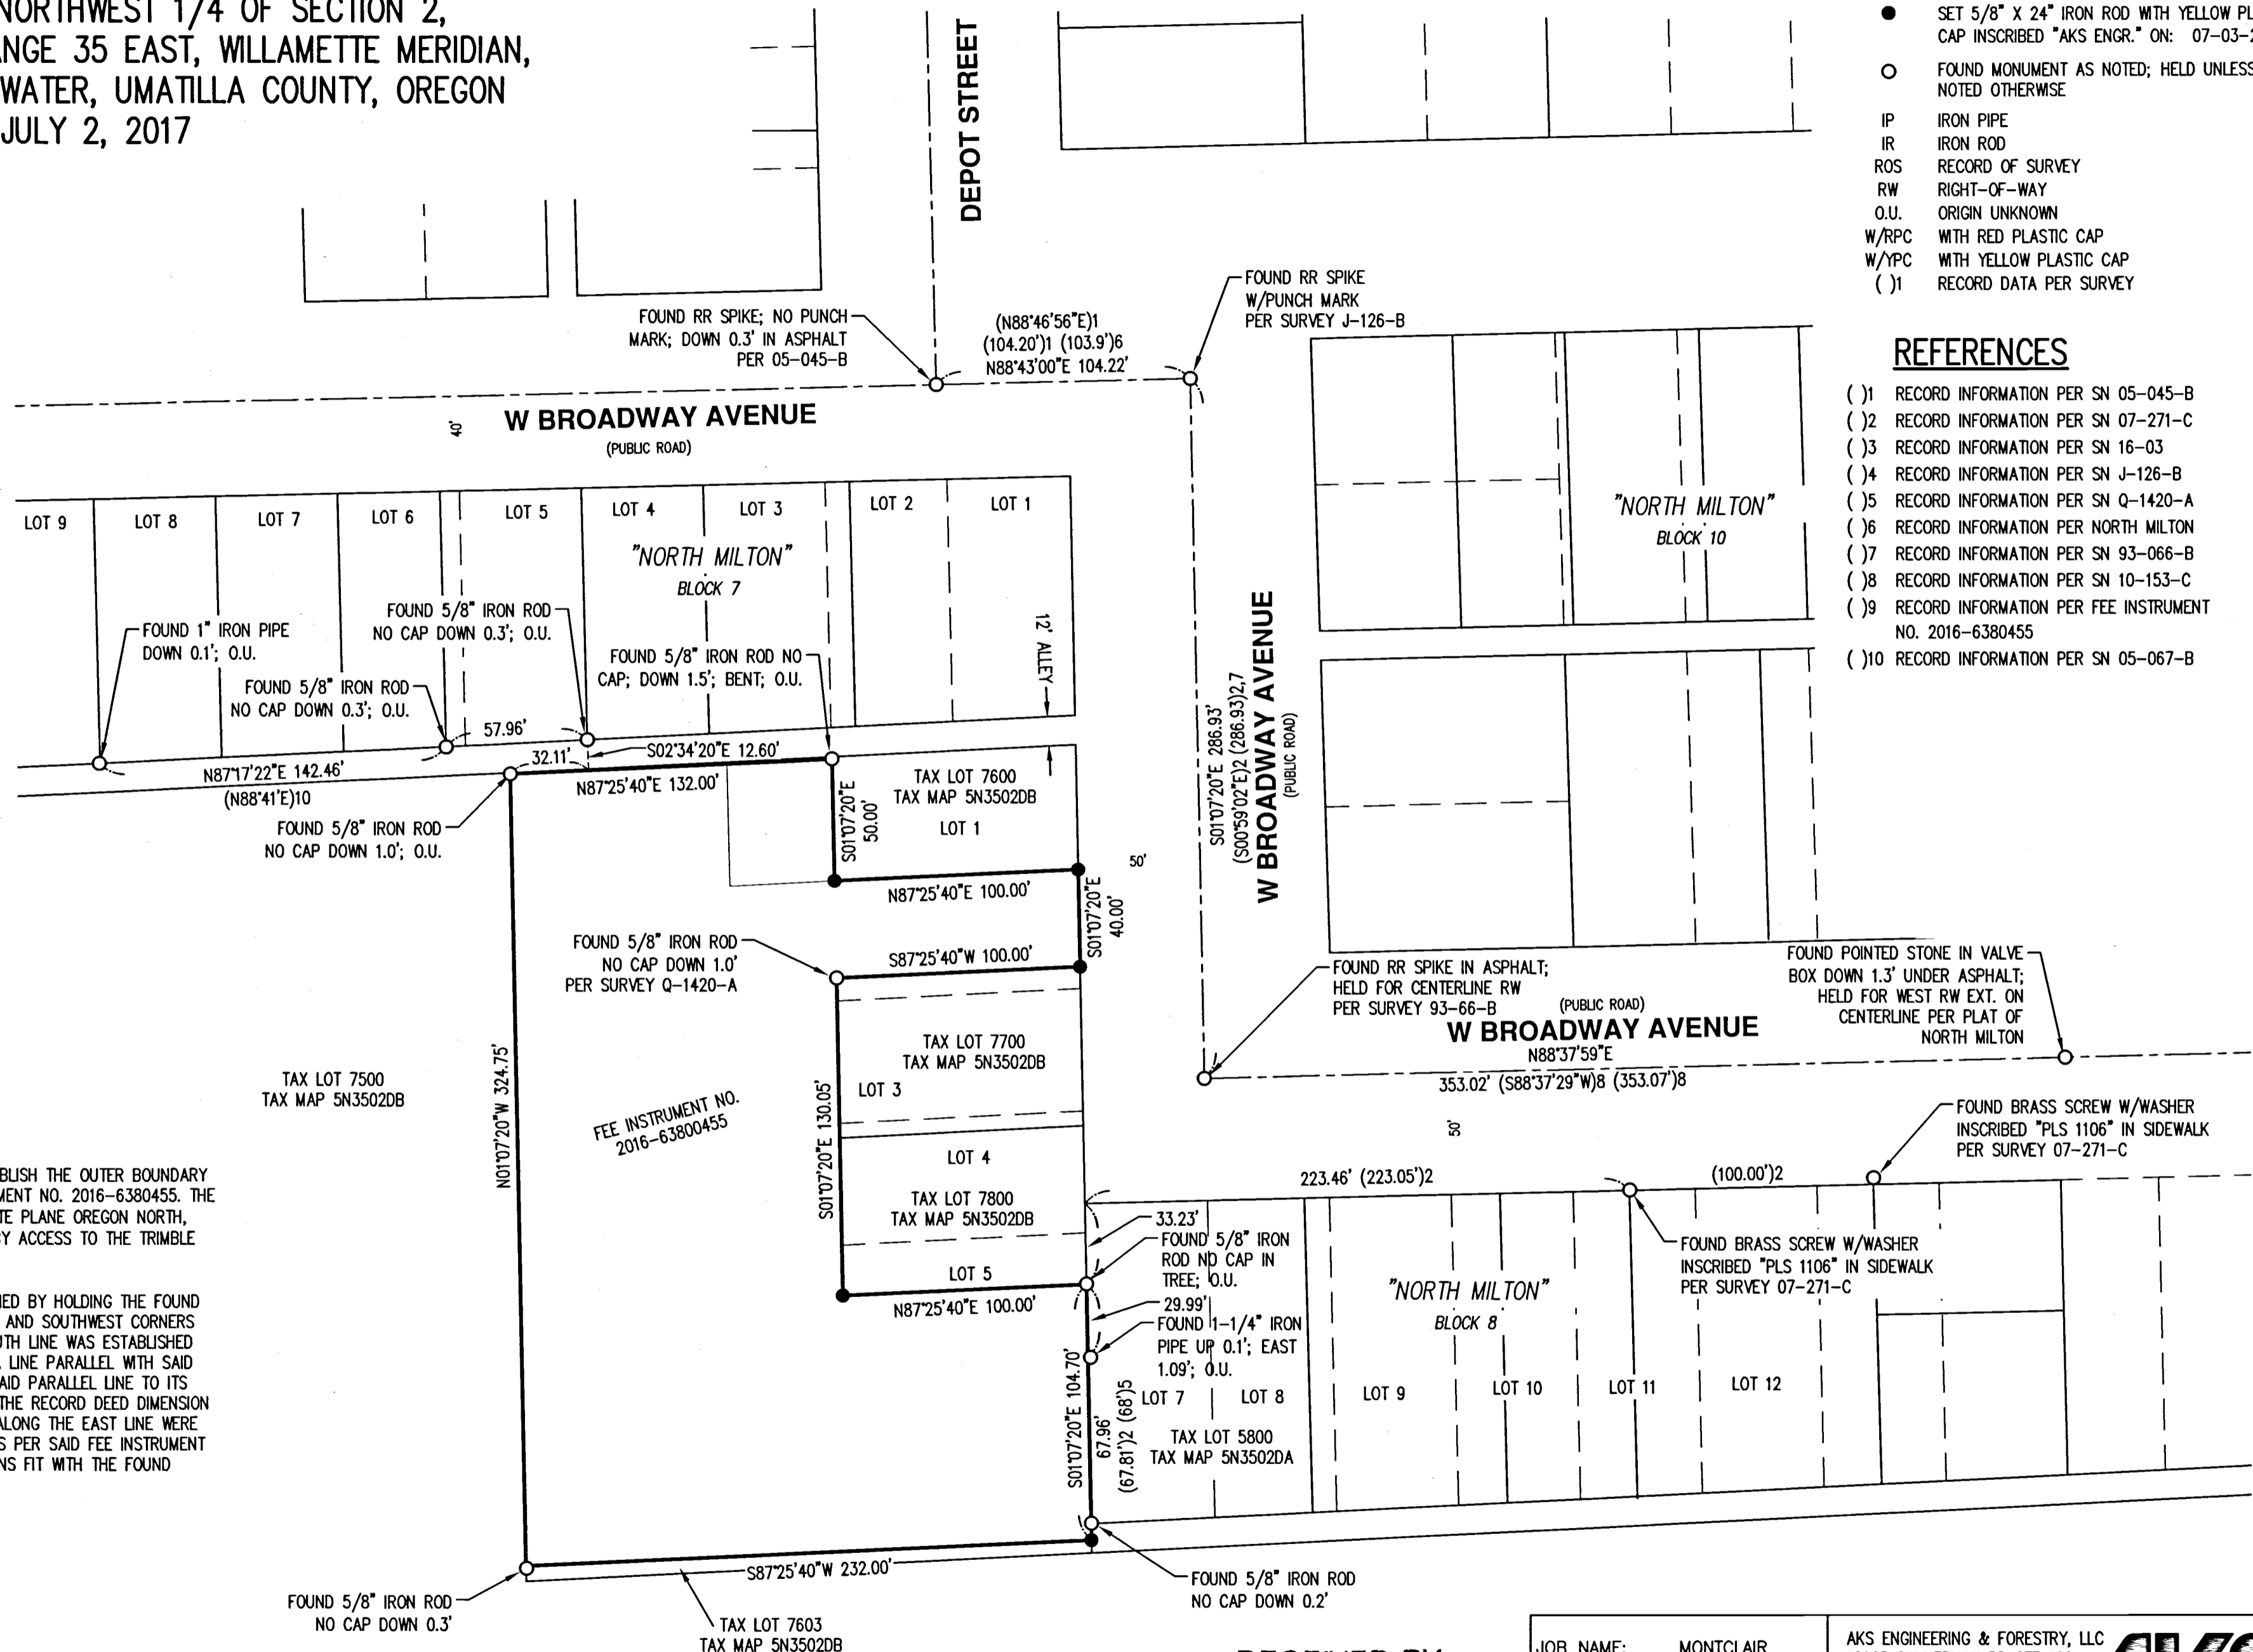 NORTHWEST 1/4 OF SECTION 2,
NGE 35 EAST, WILLAMETTE MERIDIAN,
WATER, UMATILLA COUNTY, OREGON
JULY 2, 2017
DEPOT STREET
SET 5/8" X 24" IRON ROD WITH YELLOW PL
CAP INSCRIBED "AKS ENGR." ON: 07-03-2
FOUND MONUMENT AS NOTED; HELD UNLESS
NOTED OTHERWISE
IP IRON PIPE
IR IRON ROD
ROS RECORD OF SURVEY
RW RIGHT-OF-WAY
O.U. ORIGIN UNKNOWN
W/RPC WITH RED PLASTIC CAP
W/YPC WITH YELLOW PLASTIC CAP
( )1 RECORD DATA PER SURVEY
REFERENCES
( )1 RECORD INFORMATION PER SN 05-045-B
( )2 RECORD INFORMATION PER SN 07-271-C
( )3 RECORD INFORMATION PER SN 16-03
( )4 RECORD INFORMATION PER SN J-126-B
( )5 RECORD INFORMATION PER SN Q-1420-A
( )6 RECORD INFORMATION PER NORTH MILTON
( )7 RECORD INFORMATION PER SN 93-066-B
( )8 RECORD INFORMATION PER SN 10-153-C
( )9 RECORD INFORMATION PER FEE INSTRUMENT
NO. 2016-6380455
( )10 RECORD INFORMATION PER SN 05-067-B
FOUND RR SPIKE; NO PUNCH
MARK; DOWN 0.3' IN ASPHALT
PER 05-045-B
(N88°46'56"E)1
(104.20')1 (103.9')6
N88°43'00"E 104.22'
FOUND RR SPIKE
W/PUNCH MARK
PER SURVEY J-126-B
40'
W BROADWAY AVENUE
(PUBLIC ROAD)
LOT 9
LOT 8
LOT 7
LOT 6
LOT 5
LOT 4
LOT 3
LOT 2
LOT 1
"NORTH MILTON"
BLOCK 7
12' ALLEY
"NORTH MILTON"
BLOCK 10
FOUND 1" IRON PIPE
DOWN 0.1'; O.U.
FOUND 5/8" IRON ROD
NO CAP DOWN 0.3'; O.U.
FOUND 5/8" IRON ROD
NO CAP DOWN 0.3'; O.U.
FOUND 5/8" IRON ROD NO
CAP; DOWN 1.5'; BENT; O.U.
57.96'
32.11'
S02°34'20"E 12.60'
N87°17'22"E 142.46'
(N88°41'E)10
N87°25'40"E 132.00'
FOUND 5/8" IRON ROD
NO CAP DOWN 1.0'; O.U.
S01°07'20"E
50.00'
TAX LOT 7600
TAX MAP 5N3502DB
LOT 1
50'
N87°25'40"E 100.00'
S01°07'20"E
40.00'
S01°07'20"E 286.93'
(S00°59'02"E)2 (286.93)2,7
W BROADWAY AVENUE
(PUBLIC ROAD)
FOUND 5/8" IRON ROD
NO CAP DOWN 1.0'
PER SURVEY Q-1420-A
S87°25'40"W 100.00'
FOUND RR SPIKE IN ASPHALT;
HELD FOR CENTERLINE RW
PER SURVEY 93-66-B
(PUBLIC ROAD)
W BROADWAY AVENUE
N88°37'59"E
353.02' (S88°37'29"W)8 (353.07')8
FOUND POINTED STONE IN VALVE
BOX DOWN 1.3' UNDER ASPHALT;
HELD FOR WEST RW EXT. ON
CENTERLINE PER PLAT OF
NORTH MILTON
TAX LOT 7500
TAX MAP 5N3502DB
N01°07'20"W 324.75'
FEE INSTRUMENT NO.
2016-63800455
S01°07'20"E 130.05'
TAX LOT 7700
TAX MAP 5N3502DB
LOT 3
LOT 4
TAX LOT 7800
TAX MAP 5N3502DB
LOT 5
N87°25'40"E 100.00'
50'
223.46' (223.05')2
(100.00')2
FOUND BRASS SCREW W/WASHER
INSCRIBED "PLS 1106" IN SIDEWALK
PER SURVEY 07-271-C
FOUND BRASS SCREW W/WASHER
INSCRIBED "PLS 1106" IN SIDEWALK
PER SURVEY 07-271-C
33.23'
FOUND 5/8" IRON
ROD NO CAP IN
TREE; O.U.
29.99'
FOUND 1-1/4" IRON
PIPE UP 0.1'; EAST
1.09'; O.U.
S01°07'20"E 104.70'
67.96'
(67.81')2 (68')5
"NORTH MILTON"
BLOCK 8
LOT 7
LOT 8
LOT 9
LOT 10
LOT 11
LOT 12
TAX LOT 5800
TAX MAP 5N3502DA
BLISH THE OUTER BOUNDARY
MENT NO. 2016-6380455. THE
TE PLANE OREGON NORTH,
BY ACCESS TO THE TRIMBLE
ED BY HOLDING THE FOUND
AND SOUTHWEST CORNERS
UTH LINE WAS ESTABLISHED
LINE PARALLEL WITH SAID
AID PARALLEL LINE TO ITS
THE RECORD DEED DIMENSION
ALONG THE EAST LINE WERE
S PER SAID FEE INSTRUMENT
NS FIT WITH THE FOUND
S87°25'40"W 232.00'
FOUND 5/8" IRON ROD
NO CAP DOWN 0.3'
TAX LOT 7603
TAX MAP 5N3502DB
FOUND 5/8" IRON ROD
NO CAP DOWN 0.2'
JOB NAME: MONTCLAIR
AKS ENGINEERING & FORESTRY, LLC